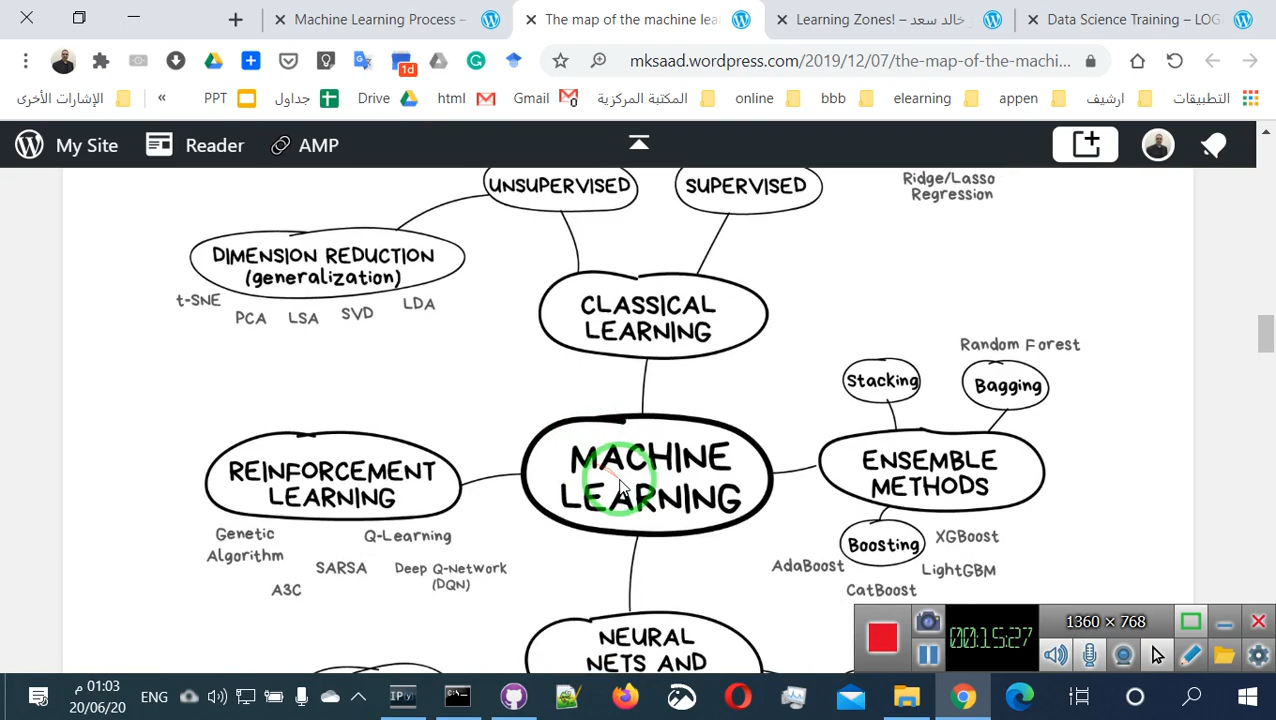 Machine Learning Process –
The map of the machine lea
Learning Zones! – خالد سعد
Data Science Training – LOG
mksaad.wordpress.com/2019/12/07/the-map-of-the-machi...
1d
الإشارات الأخرى
«
PPT
جداول
Drive
html
Gmail
المكتبة المركزية
online
bbb
elearning
appen
ارشيف
التطبيقات
My Site
Reader
AMP
UNSUPERVISED
SUPERVISED
Ridge/Lasso
Regression
DIMENSION REDUCTION
(generalization)
t-SNE
PCA
LSA
SVD
LDA
CLASSICAL
LEARNING
Random Forest
Stacking
Bagging
MACHINE
LEARNING
REINFORCEMENT
LEARNING
ENSEMBLE
METHODS
Genetic
Algorithm
Q-Learning
SARSA
Deep Q-Network
(DQN)
A3C
Boosting
XGBoost
AdaBoost
LightGBM
CatBoost
NEURAL
NETS AND
00:15:27
1360 × 768
01:03 م
20/06/20
ENG
IPy